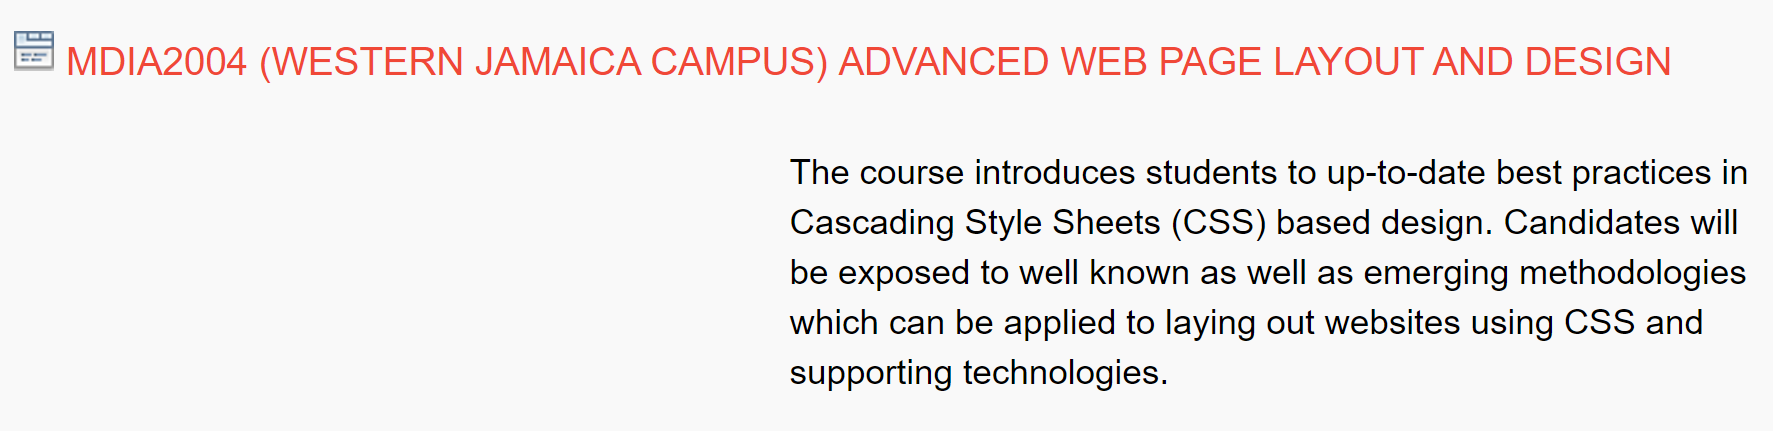 MDIA2004 (WESTERN JAMAICA CAMPUS) ADVANCED WEB PAGE LAYOUT AND DESIGN
The course introduces students to up-to-date best practices in
Cascading Style Sheets (CSS) based design. Candidates will
be exposed to well known as well as emerging methodologies
which can be applied to laying out websites using CSS and
supporting technologies.